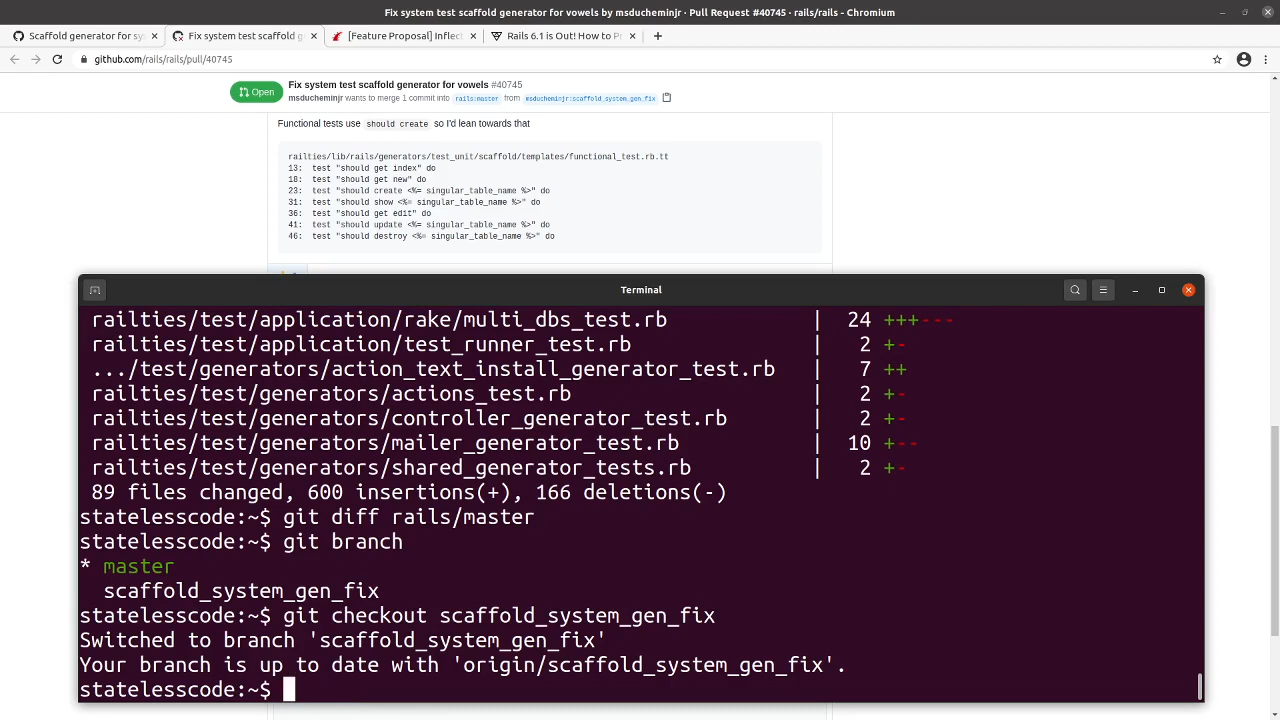 Fix system test scaffold generator for vowels by msducheminjr · Pull Request #40745 · rails/rails - Chromium
Scaffold generator for sy
Fix system test scaffold g
[Feature Proposal] Inflect
Rails 6.1 is Out! How to P
github.com/rails/rails/pull/40745
Open
Fix system test scaffold generator for vowels #40745
msducheminjr wants to merge 1 commit into rails:master from msducheminjr:scaffold_system_gen_fix
Functional tests use should create so I'd lean towards that
railties/lib/rails/generators/test_unit/scaffold/templates/functional_test.rb.tt
13: test "should get index" do
18: test "should get new" do
23: test "should create <%= singular_table_name %>" do
31: test "should show <%= singular_table_name %>" do
36: test "should get edit" do
41: test "should update <%= singular_table_name %>" do
46: test "should destroy <%= singular_table_name %>" do
Terminal
railties/test/application/rake/multi_dbs_test.rb | 24 +++---
railties/test/application/test_runner_test.rb | 2 +-
.../test/generators/action_text_install_generator_test.rb | 7 ++
railties/test/generators/actions_test.rb | 2 +-
railties/test/generators/controller_generator_test.rb | 2 +-
railties/test/generators/mailer_generator_test.rb | 10 +--
railties/test/generators/shared_generator_tests.rb | 2 +-
89 files changed, 600 insertions(+), 166 deletions(-)
statelesscode:~$ git diff rails/master
statelesscode:~$ git branch
* master
scaffold_system_gen_fix
statelesscode:~$ git checkout scaffold_system_gen_fix
Switched to branch 'scaffold_system_gen_fix'
Your branch is up to date with 'origin/scaffold_system_gen_fix'.
statelesscode:~$